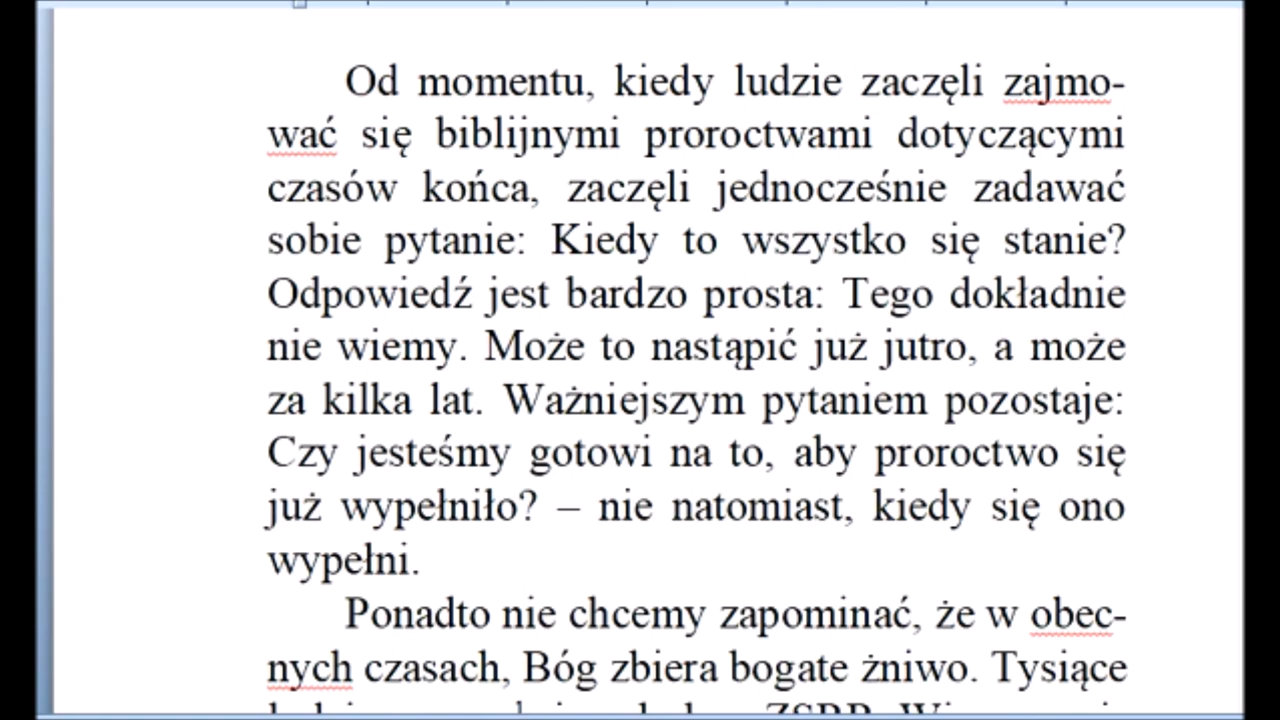 Od momentu, kiedy ludzie zaczęli zajmo-
wać się biblijnymi proroctwami dotyczącymi
czasów końca, zaczęli jednocześnie zadawać
sobie pytanie: Kiedy to wszystko się stanie?
Odpowiedź jest bardzo prosta: Tego dokładnie
nie wiemy. Może to nastąpić już jutro, a może
za kilka lat. Ważniejszym pytaniem pozostaje:
Czy jesteśmy gotowi na to, aby proroctwo się
już wypełniło? – nie natomiast, kiedy się ono
wypełni.
Ponadto nie chcemy zapominać, że w obec-
nych czasach, Bóg zbiera bogate żniwo. Tysiące